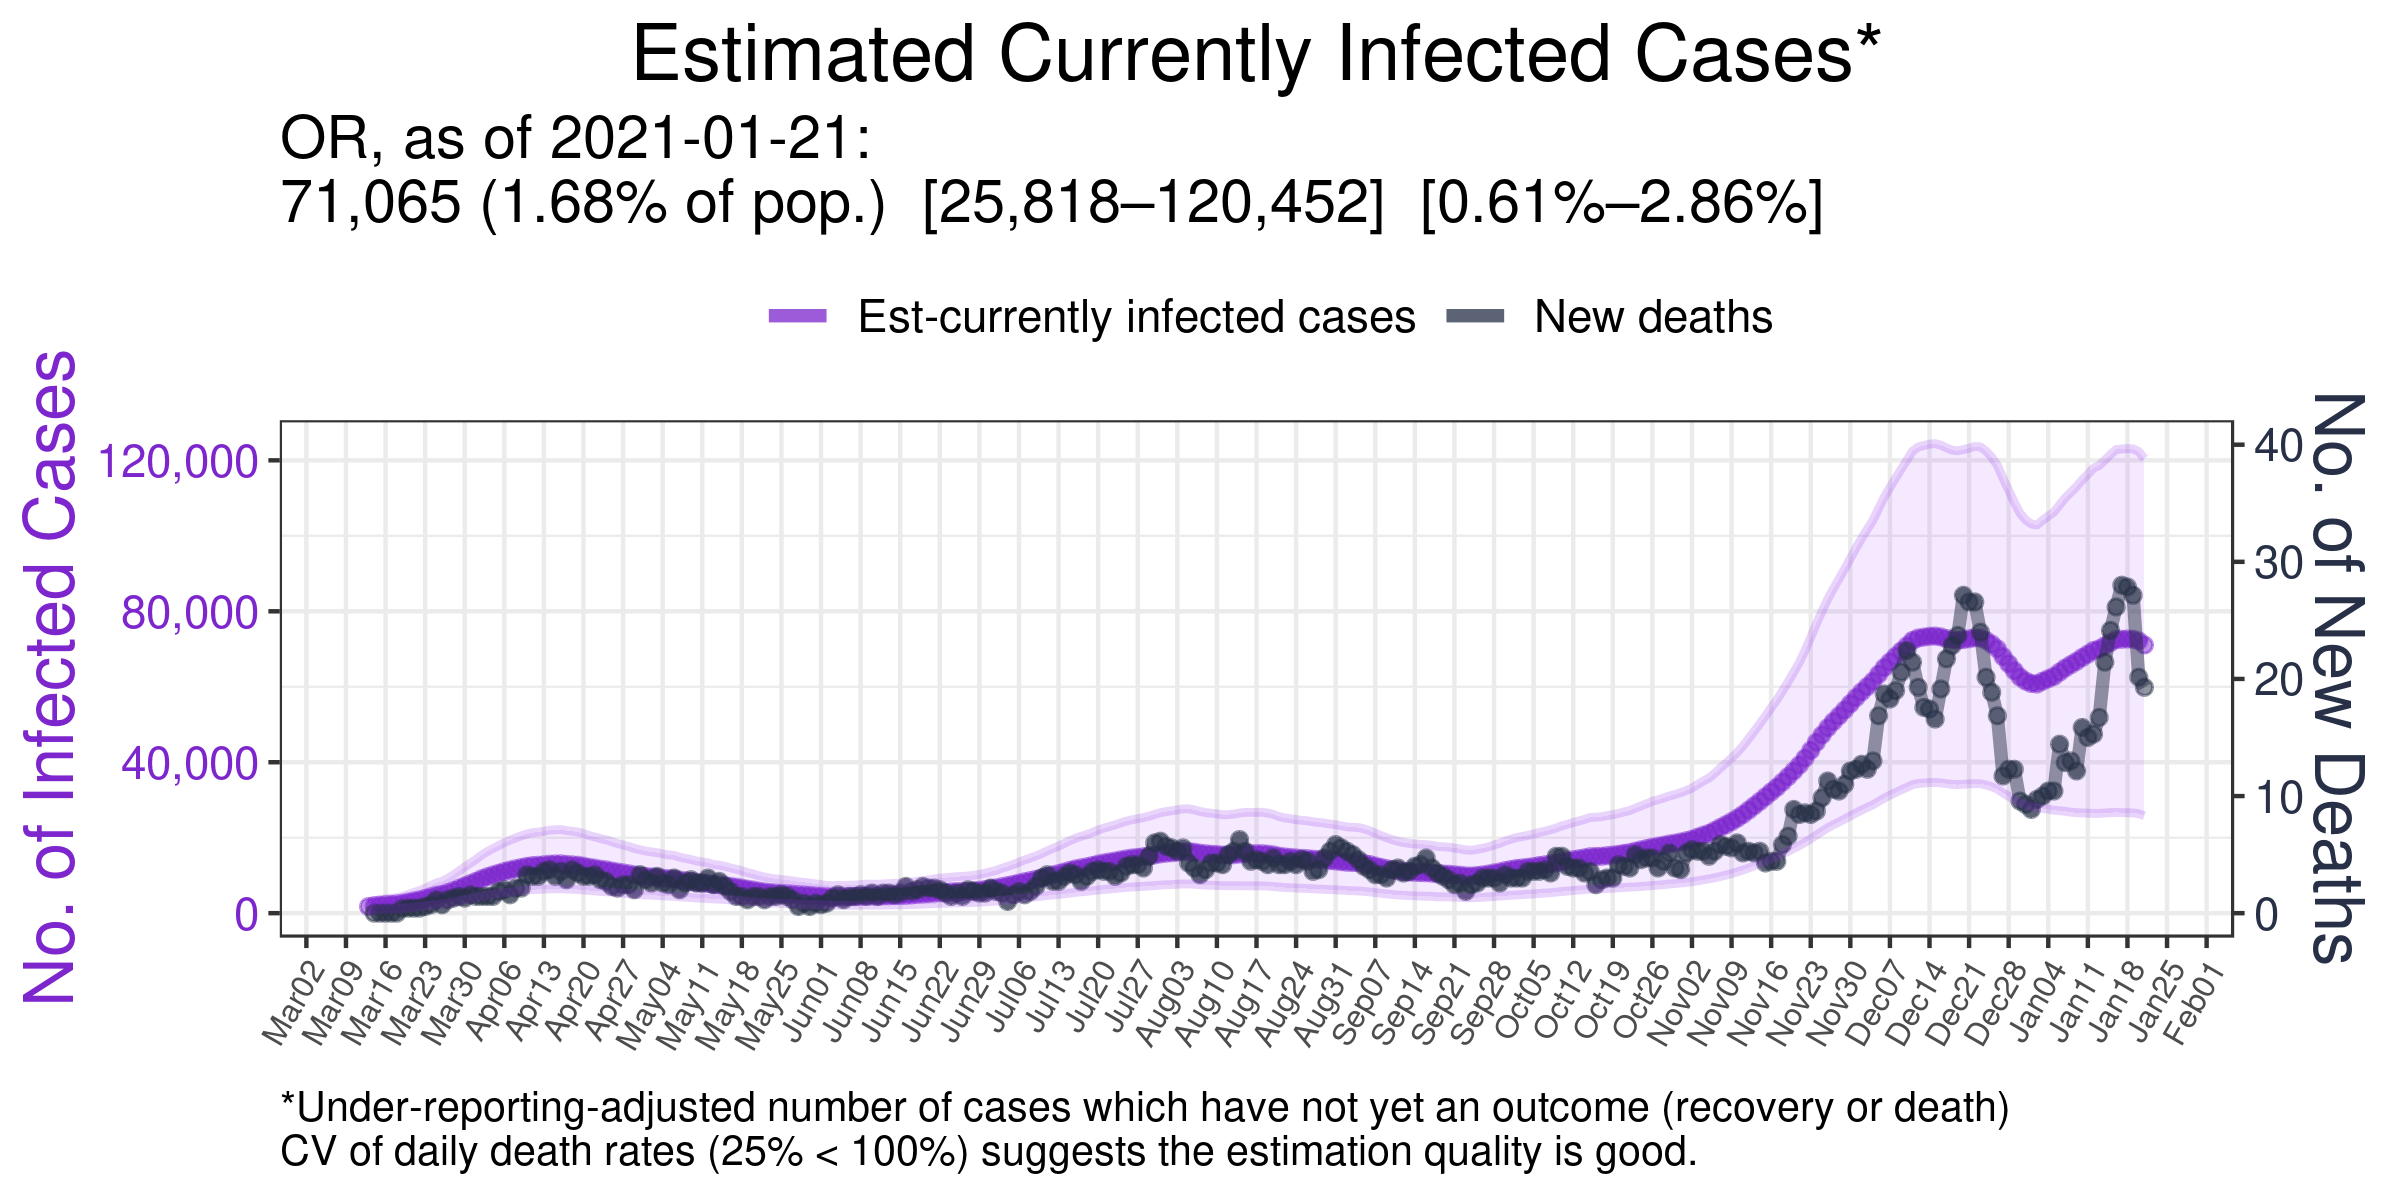 Estimated Currently Infected Cases*
OR, as of 2021-01-21:
71,065 (1.68% of pop.) [25,818–120,452] [0.61%–2.86%]
Est-currently infected cases
New deaths
No. of Infected Cases
120,000
80,000
40,000
0
No. of New Deaths
40
30
20
10
0
Mar02
Mar09
Mar16
Mar23
Mar30
Apr06
Apr13
Apr20
Apr27
May04
May11
May18
May25
Jun01
Jun08
Jun15
Jun22
Jun29
Jul06
Jul13
Jul20
Jul27
Aug03
Aug10
Aug17
Aug24
Aug31
Sep07
Sep14
Sep21
Sep28
Oct05
Oct12
Oct19
Oct26
Nov02
Nov09
Nov16
Nov23
Nov30
Dec07
Dec14
Dec21
Dec28
Jan04
Jan11
Jan18
Jan25
Feb01
*Under-reporting-adjusted number of cases which have not yet an outcome (recovery or death)
CV of daily death rates (25% < 100%) suggests the estimation quality is good.